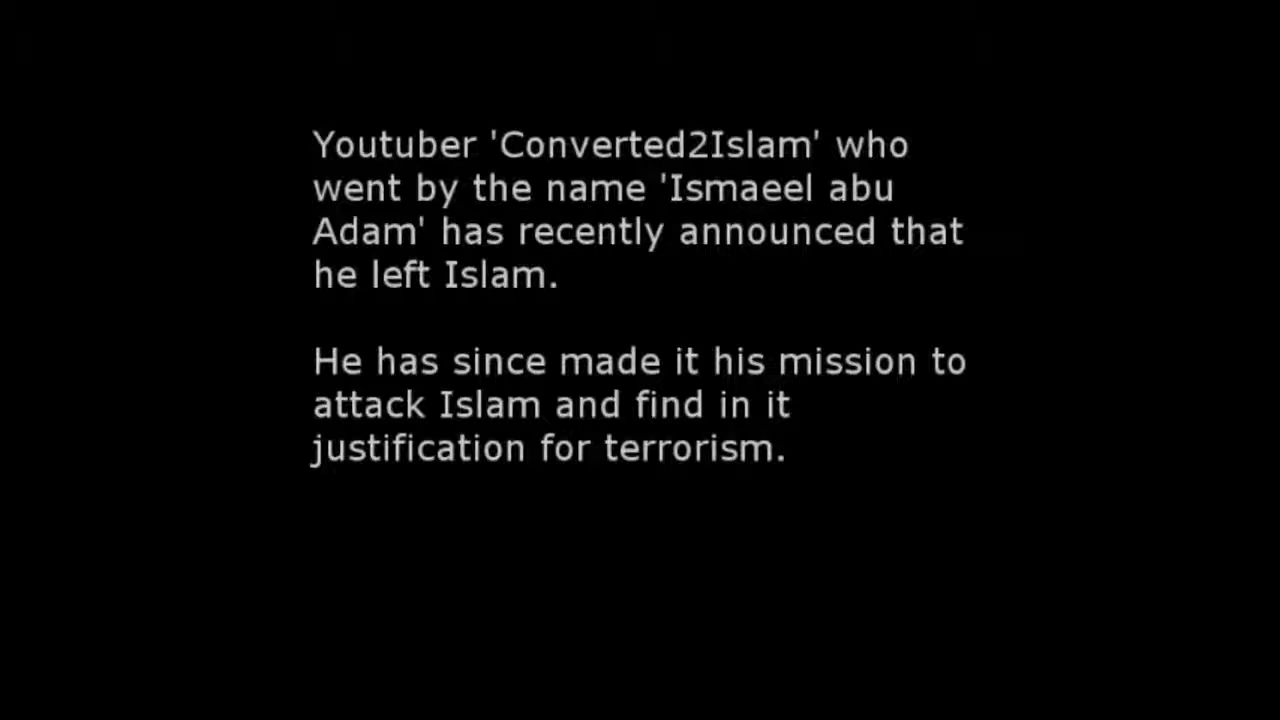 Youtuber 'Converted2Islam' who
went by the name 'Ismaeel abu
Adam' has recently announced that
he left Islam.
He has since made it his mission to
attack Islam and find in it
justification for terrorism.